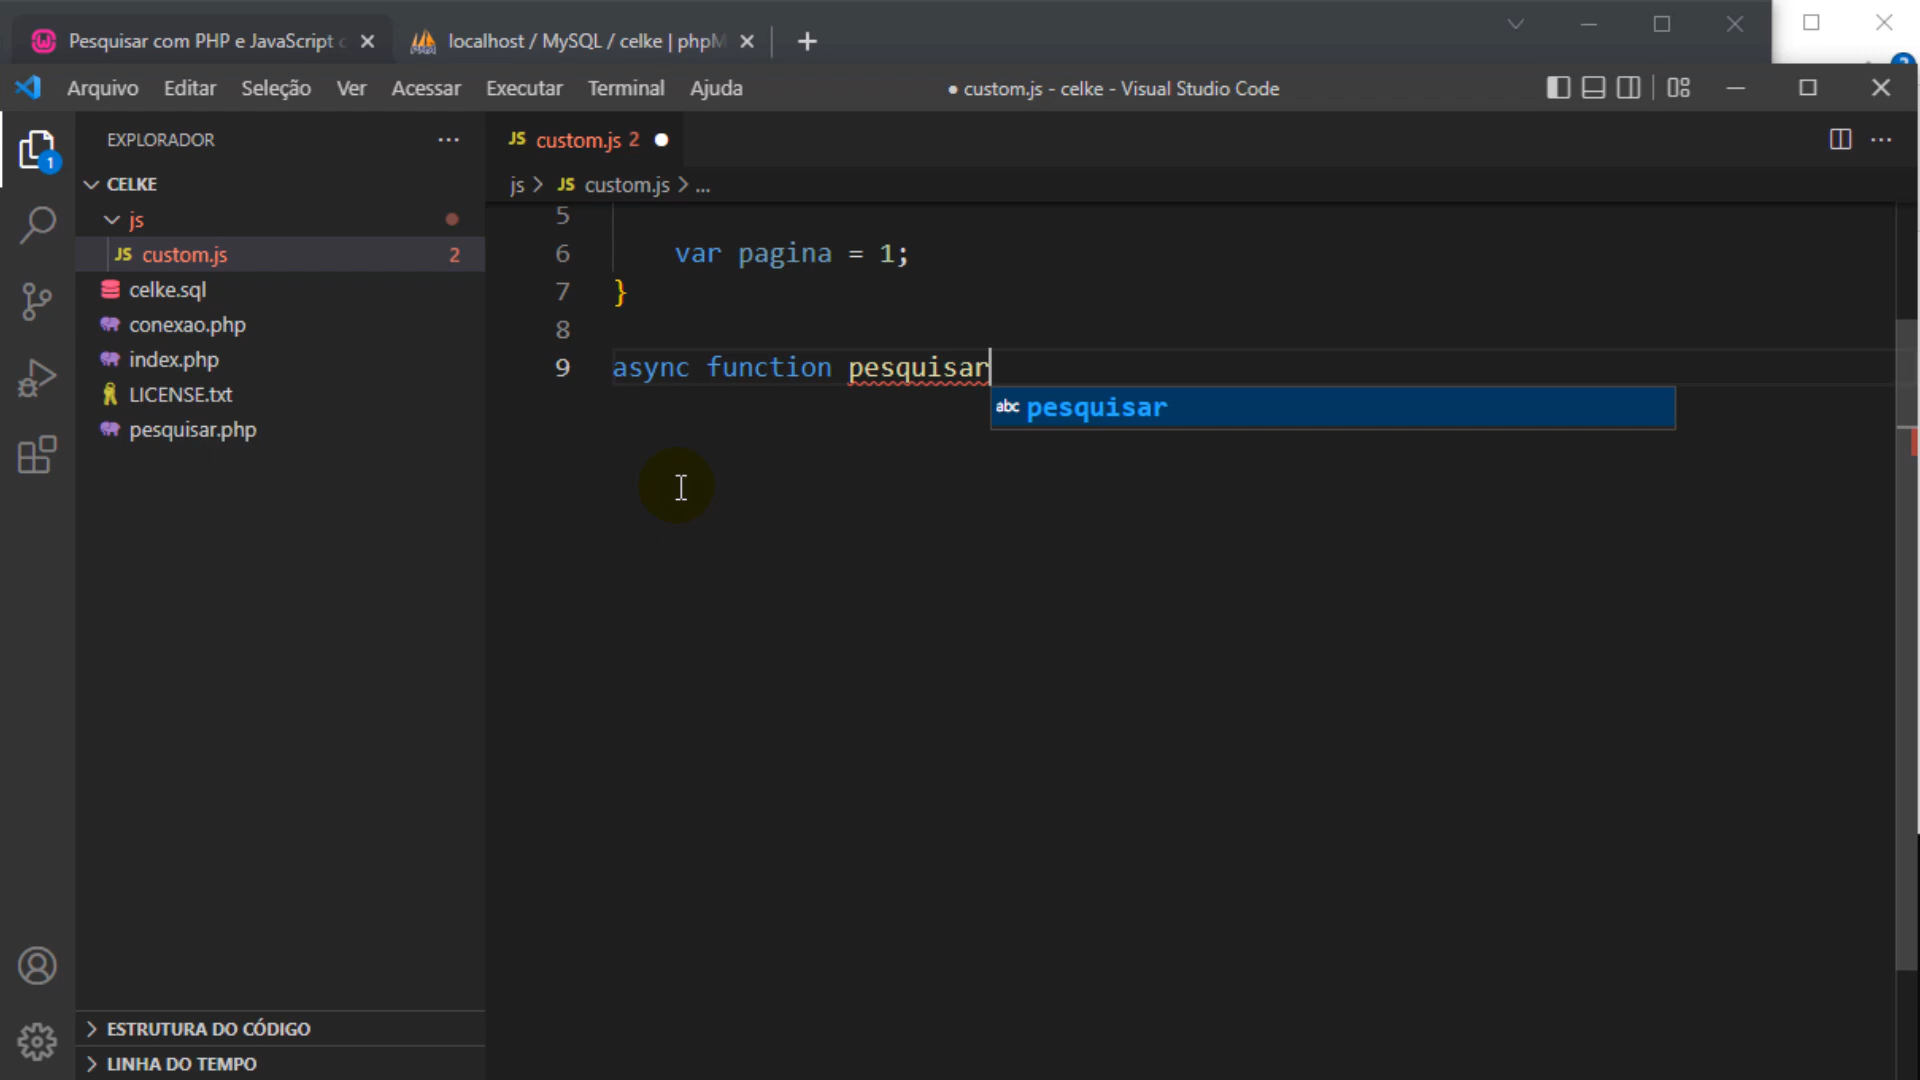 Pesquisar com PHP e JavaScript
localhost / MySQL / celke | phpM
Arquivo Editar Seleção Ver Acessar Executar Terminal Ajuda
● custom.js - celke - Visual Studio Code
EXPLORADOR
JS custom.js 2
CELKE
js > JS custom.js > ...
js
5
JS custom.js 2
6 var pagina = 1;
celke.sql
7 }
conexao.php
8
index.php
9 async function pesquisar
LICENSE.txt
abc pesquisar
pesquisar.php
1
ESTRUTURA DO CÓDIGO
LINHA DO TEMPO